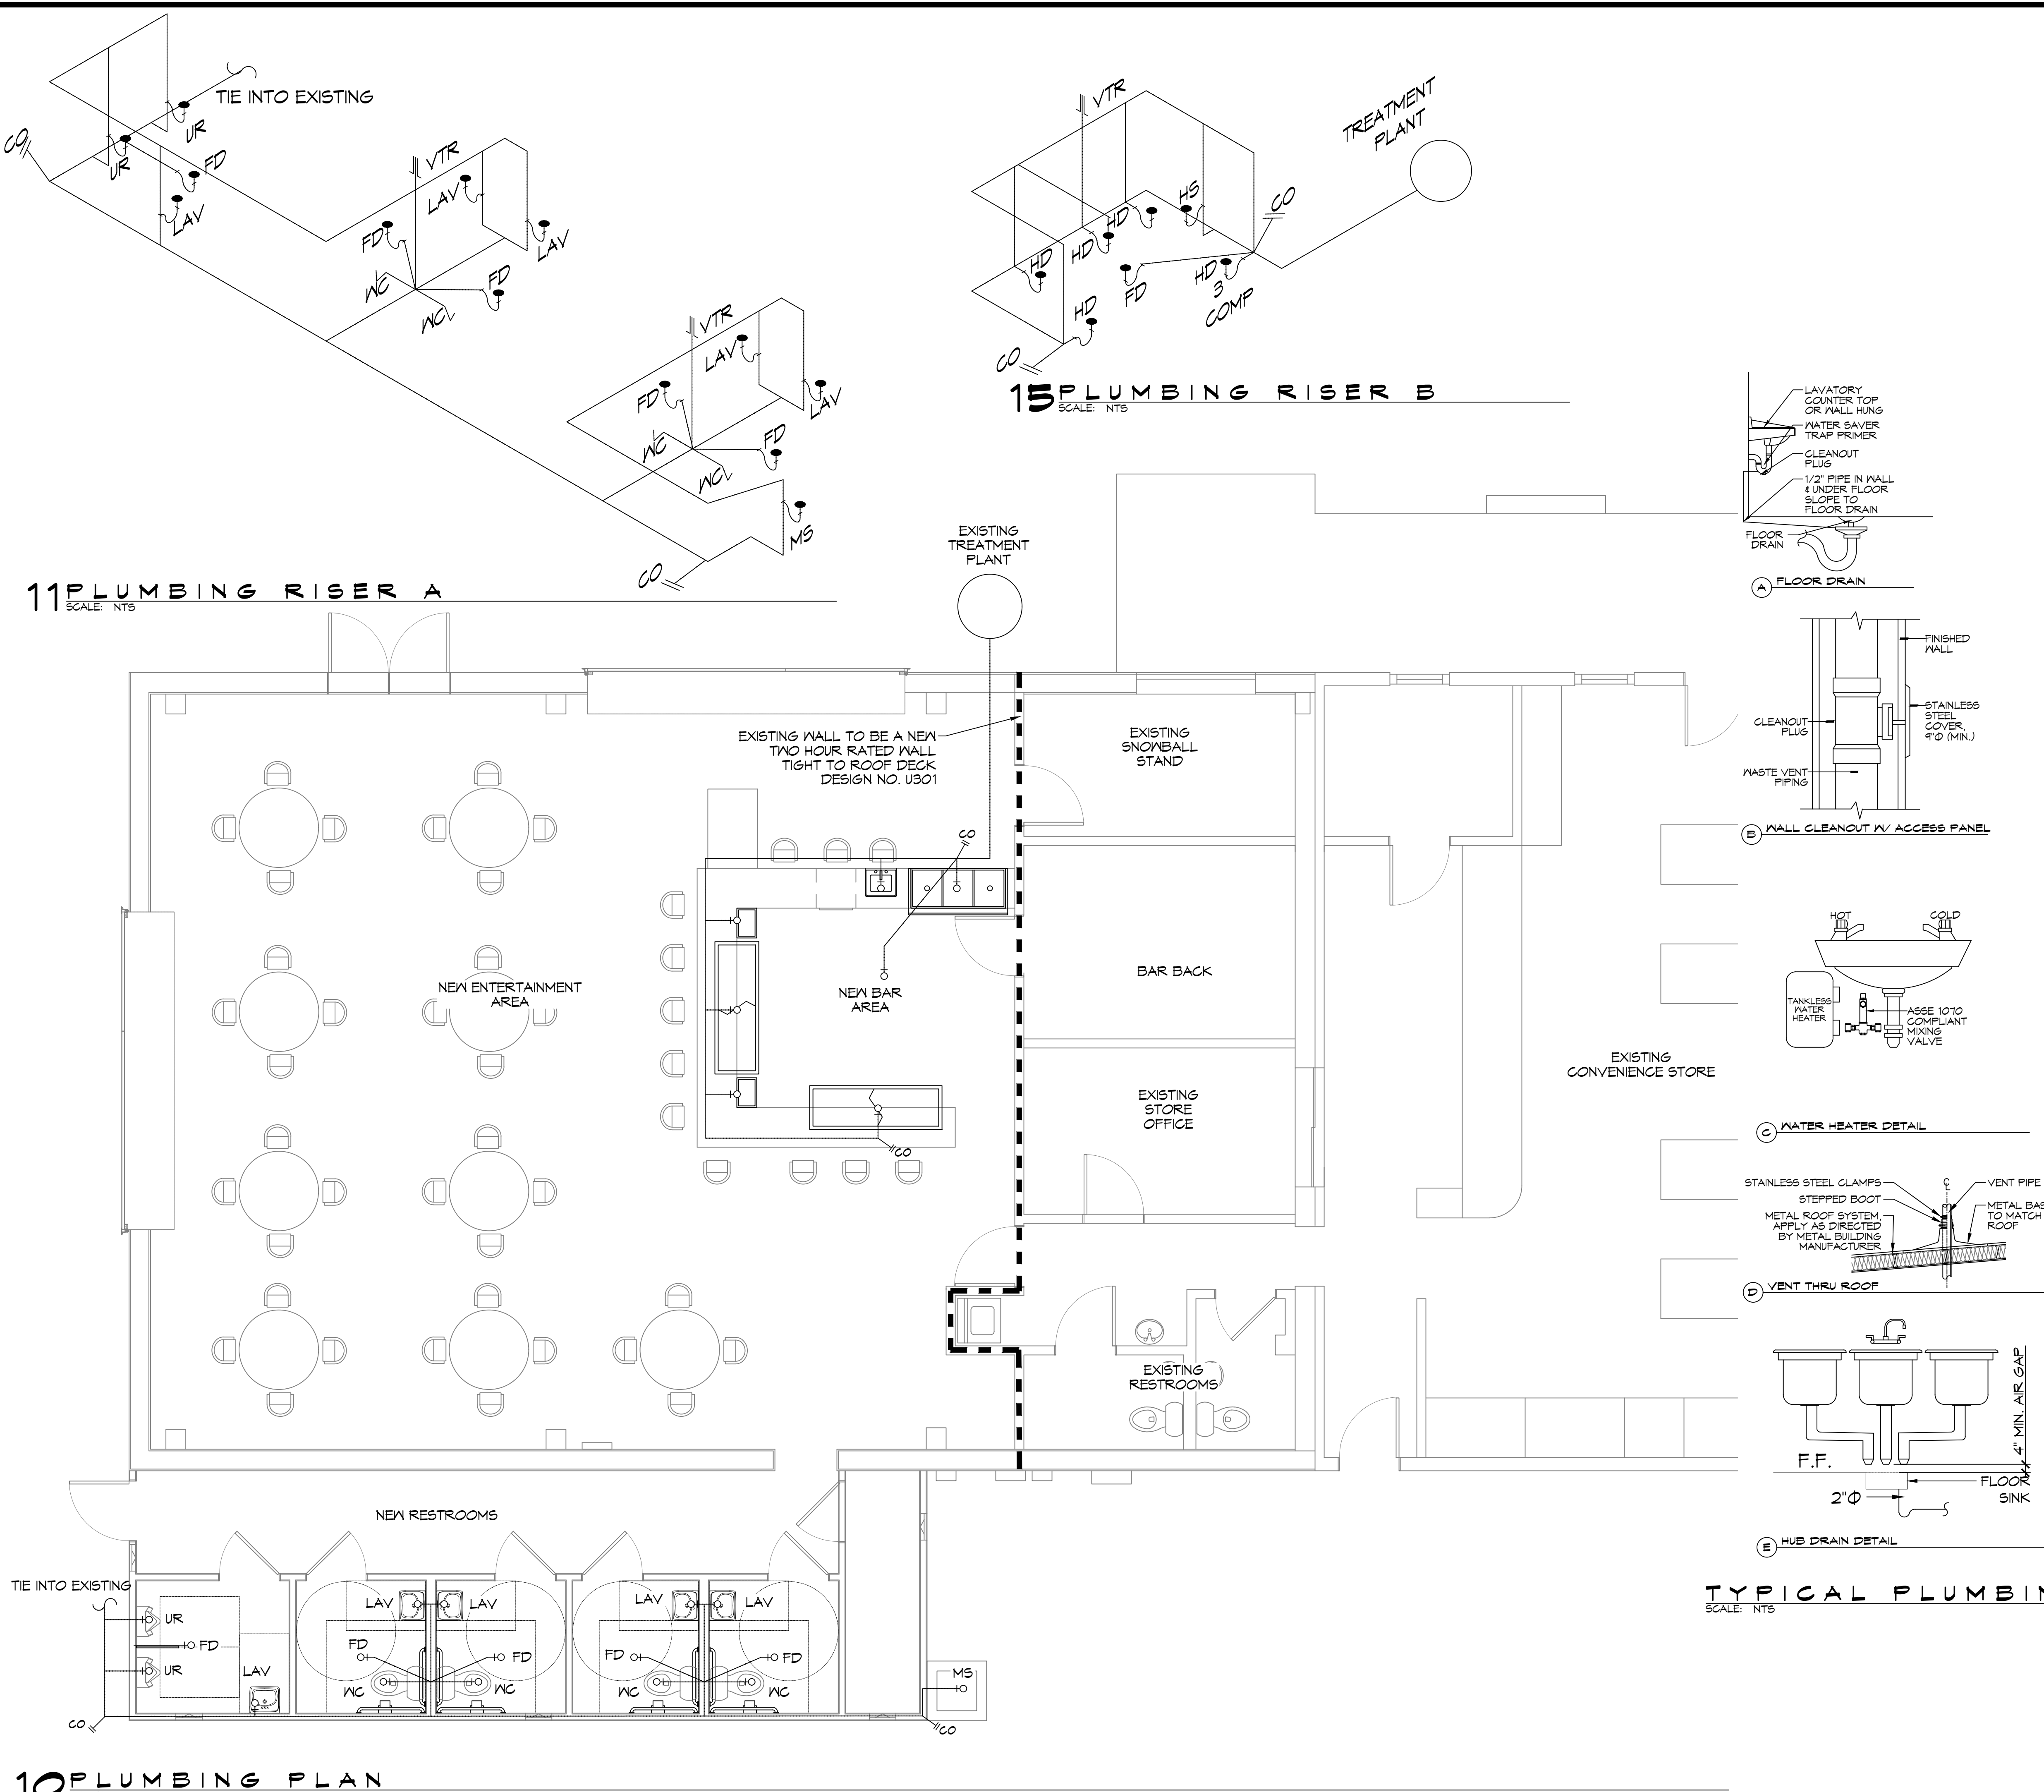 TIE INTO EXISTING
CO
UR
UR
FD
LAV
VTR
LAV
FD
LAV
FD
WC
WC
VTR
LAV
FD
LAV
FD
WC
WC
MS
CO
11 PLUMBING RISER A
SCALE: NTS
VTR
TREATMENT
PLANT
HS
CO
HD
HD
HD
HD
FD
HD
3
COMP
CO
15 PLUMBING RISER B
SCALE: NTS
LAVATORY
COUNTER TOP
OR WALL HUNG
WATER SAVER
TRAP PRIMER
CLEANOUT
PLUG
1/2" PIPE IN WALL
& UNDER FLOOR
SLOPE TO
FLOOR DRAIN
FLOOR
DRAIN
A FLOOR DRAIN
FINISHED
WALL
STAINLESS
STEEL
COVER,
9"Ø (MIN.)
CLEANOUT
PLUG
WASTE VENT
PIPING
B WALL CLEANOUT W/ ACCESS PANEL
HOT
COLD
TANKLESS
WATER
HEATER
ASSE 1070
COMPLIANT
MIXING
VALVE
C WATER HEATER DETAIL
STAINLESS STEEL CLAMPS
STEPPED BOOT
METAL ROOF SYSTEM,
APPLY AS DIRECTED
BY METAL BUILDING
MANUFACTURER
VENT PIPE
METAL BAS
TO MATCH
ROOF
D VENT THRU ROOF
4" MIN. AIR GAP
F.F.
2"Ø
FLOOR
SINK
E HUB DRAIN DETAIL
TYPICAL PLUMBIN
SCALE: NTS
EXISTING
TREATMENT
PLANT
EXISTING WALL TO BE A NEW
TWO HOUR RATED WALL
TIGHT TO ROOF DECK
DESIGN NO. U301
EXISTING
SNOWBALL
STAND
CO
NEW ENTERTAINMENT
AREA
NEW BAR
AREA
BAR BACK
EXISTING
CONVENIENCE STORE
EXISTING
STORE
OFFICE
CO
EXISTING
RESTROOMS
NEW RESTROOMS
TIE INTO EXISTING
UR
FD
UR
LAV
LAV
LAV
FD
FD
WC
WC
LAV
LAV
FD
FD
WC
WC
MS
CO
CO
10 PLUMBING PLAN